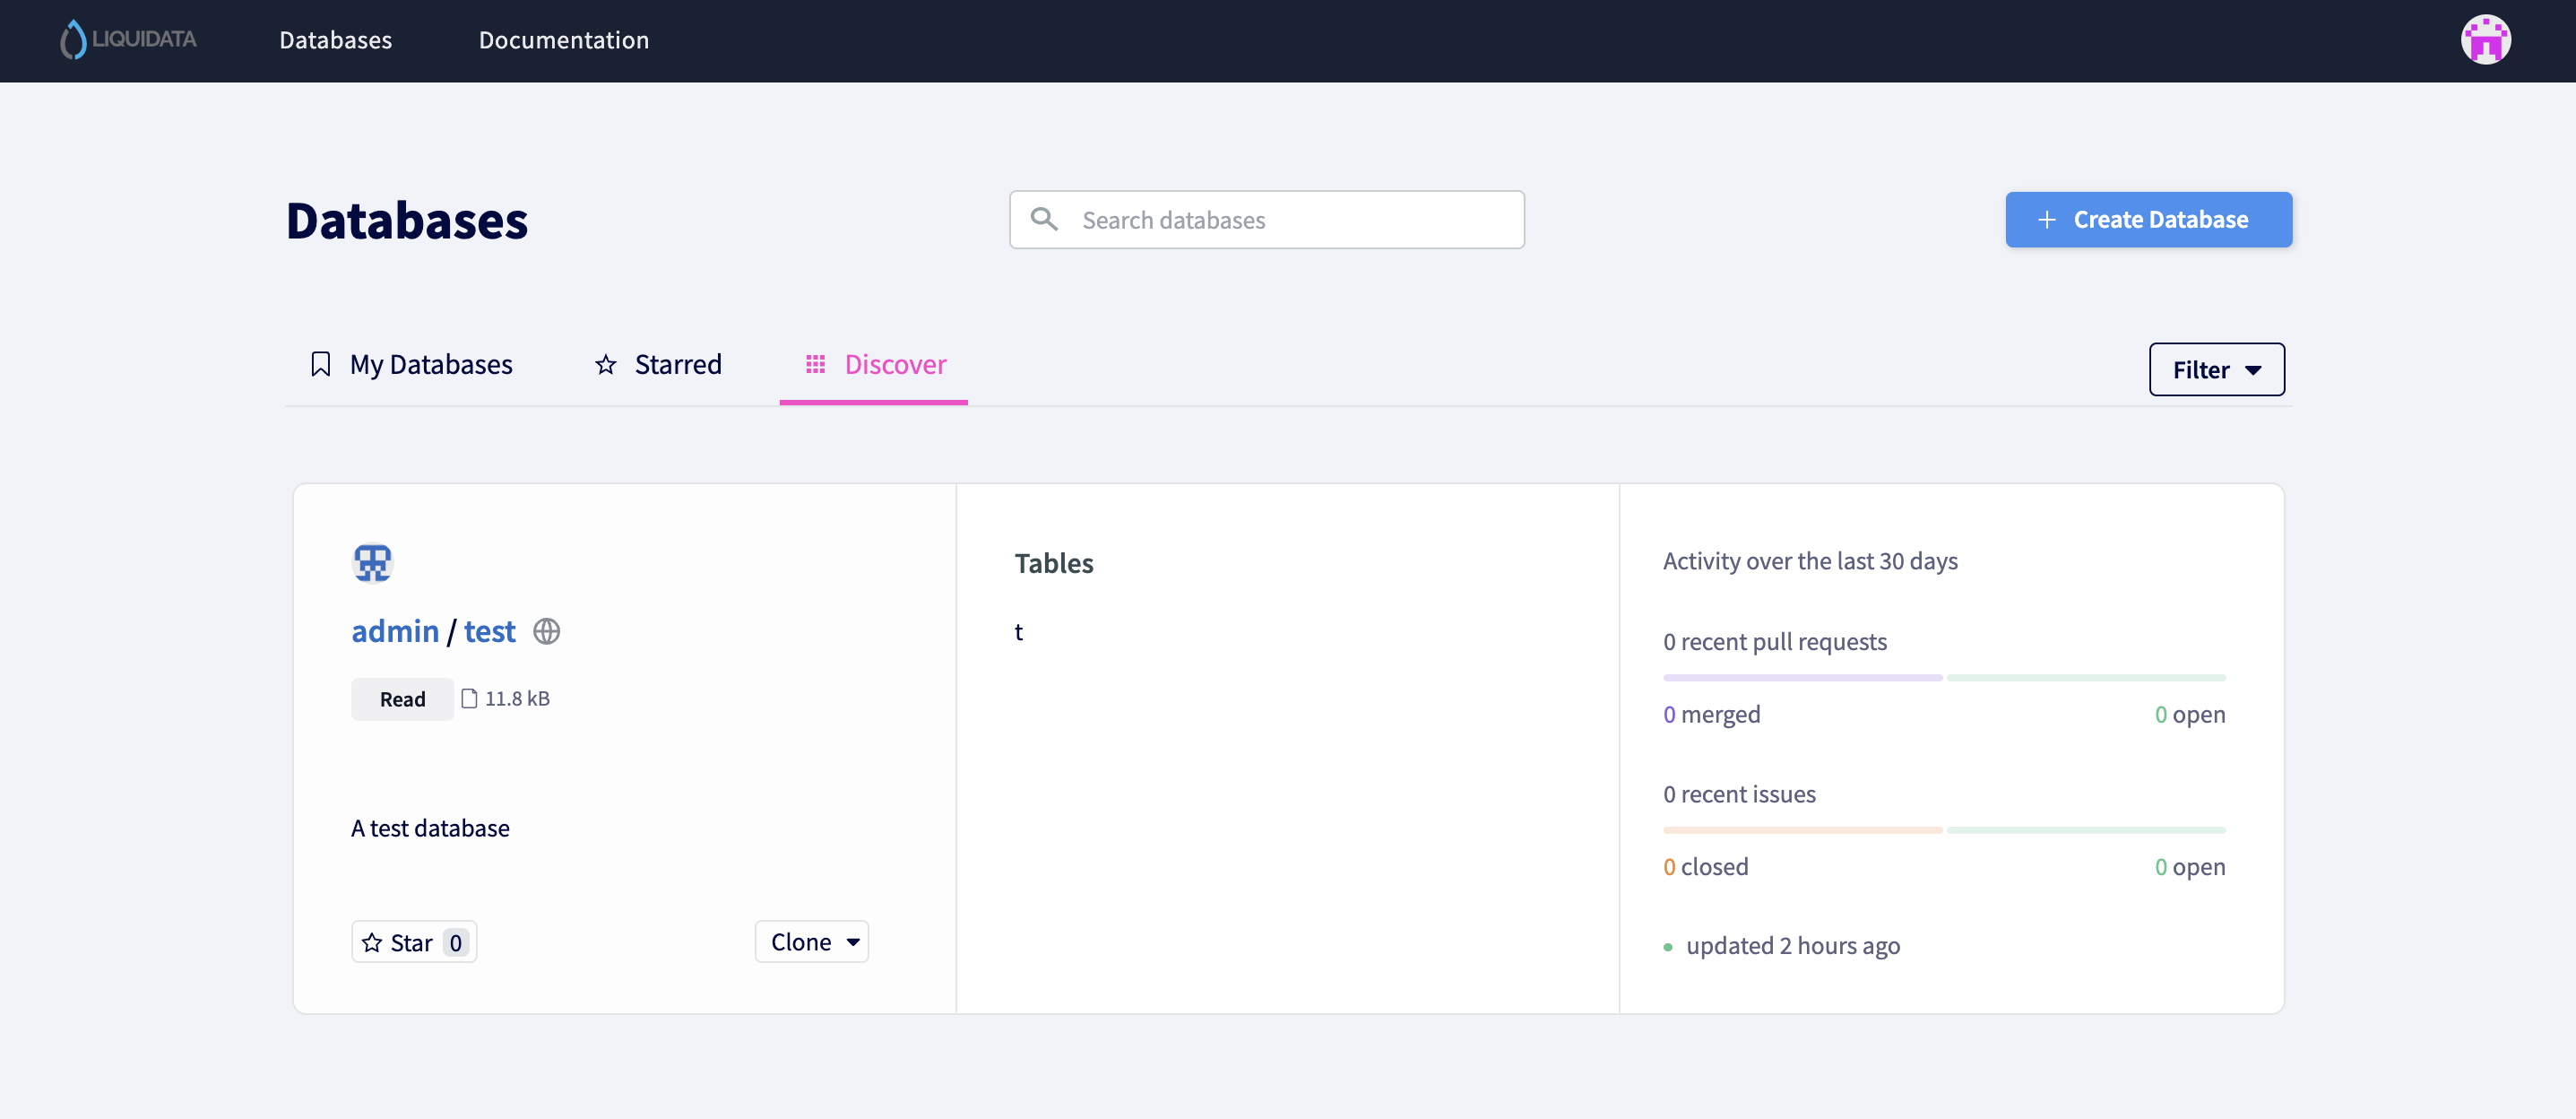 LIQUIDATA Databases Documentation
Databases
Search databases
+ Create Database
My Databases Starred Discover
Filter
admin / test
Read 11.8 kB
A test database
Star 0
Clone
Tables
t
Activity over the last 30 days
0 recent pull requests
0 merged 0 open
0 recent issues
0 closed 0 open
updated 2 hours ago